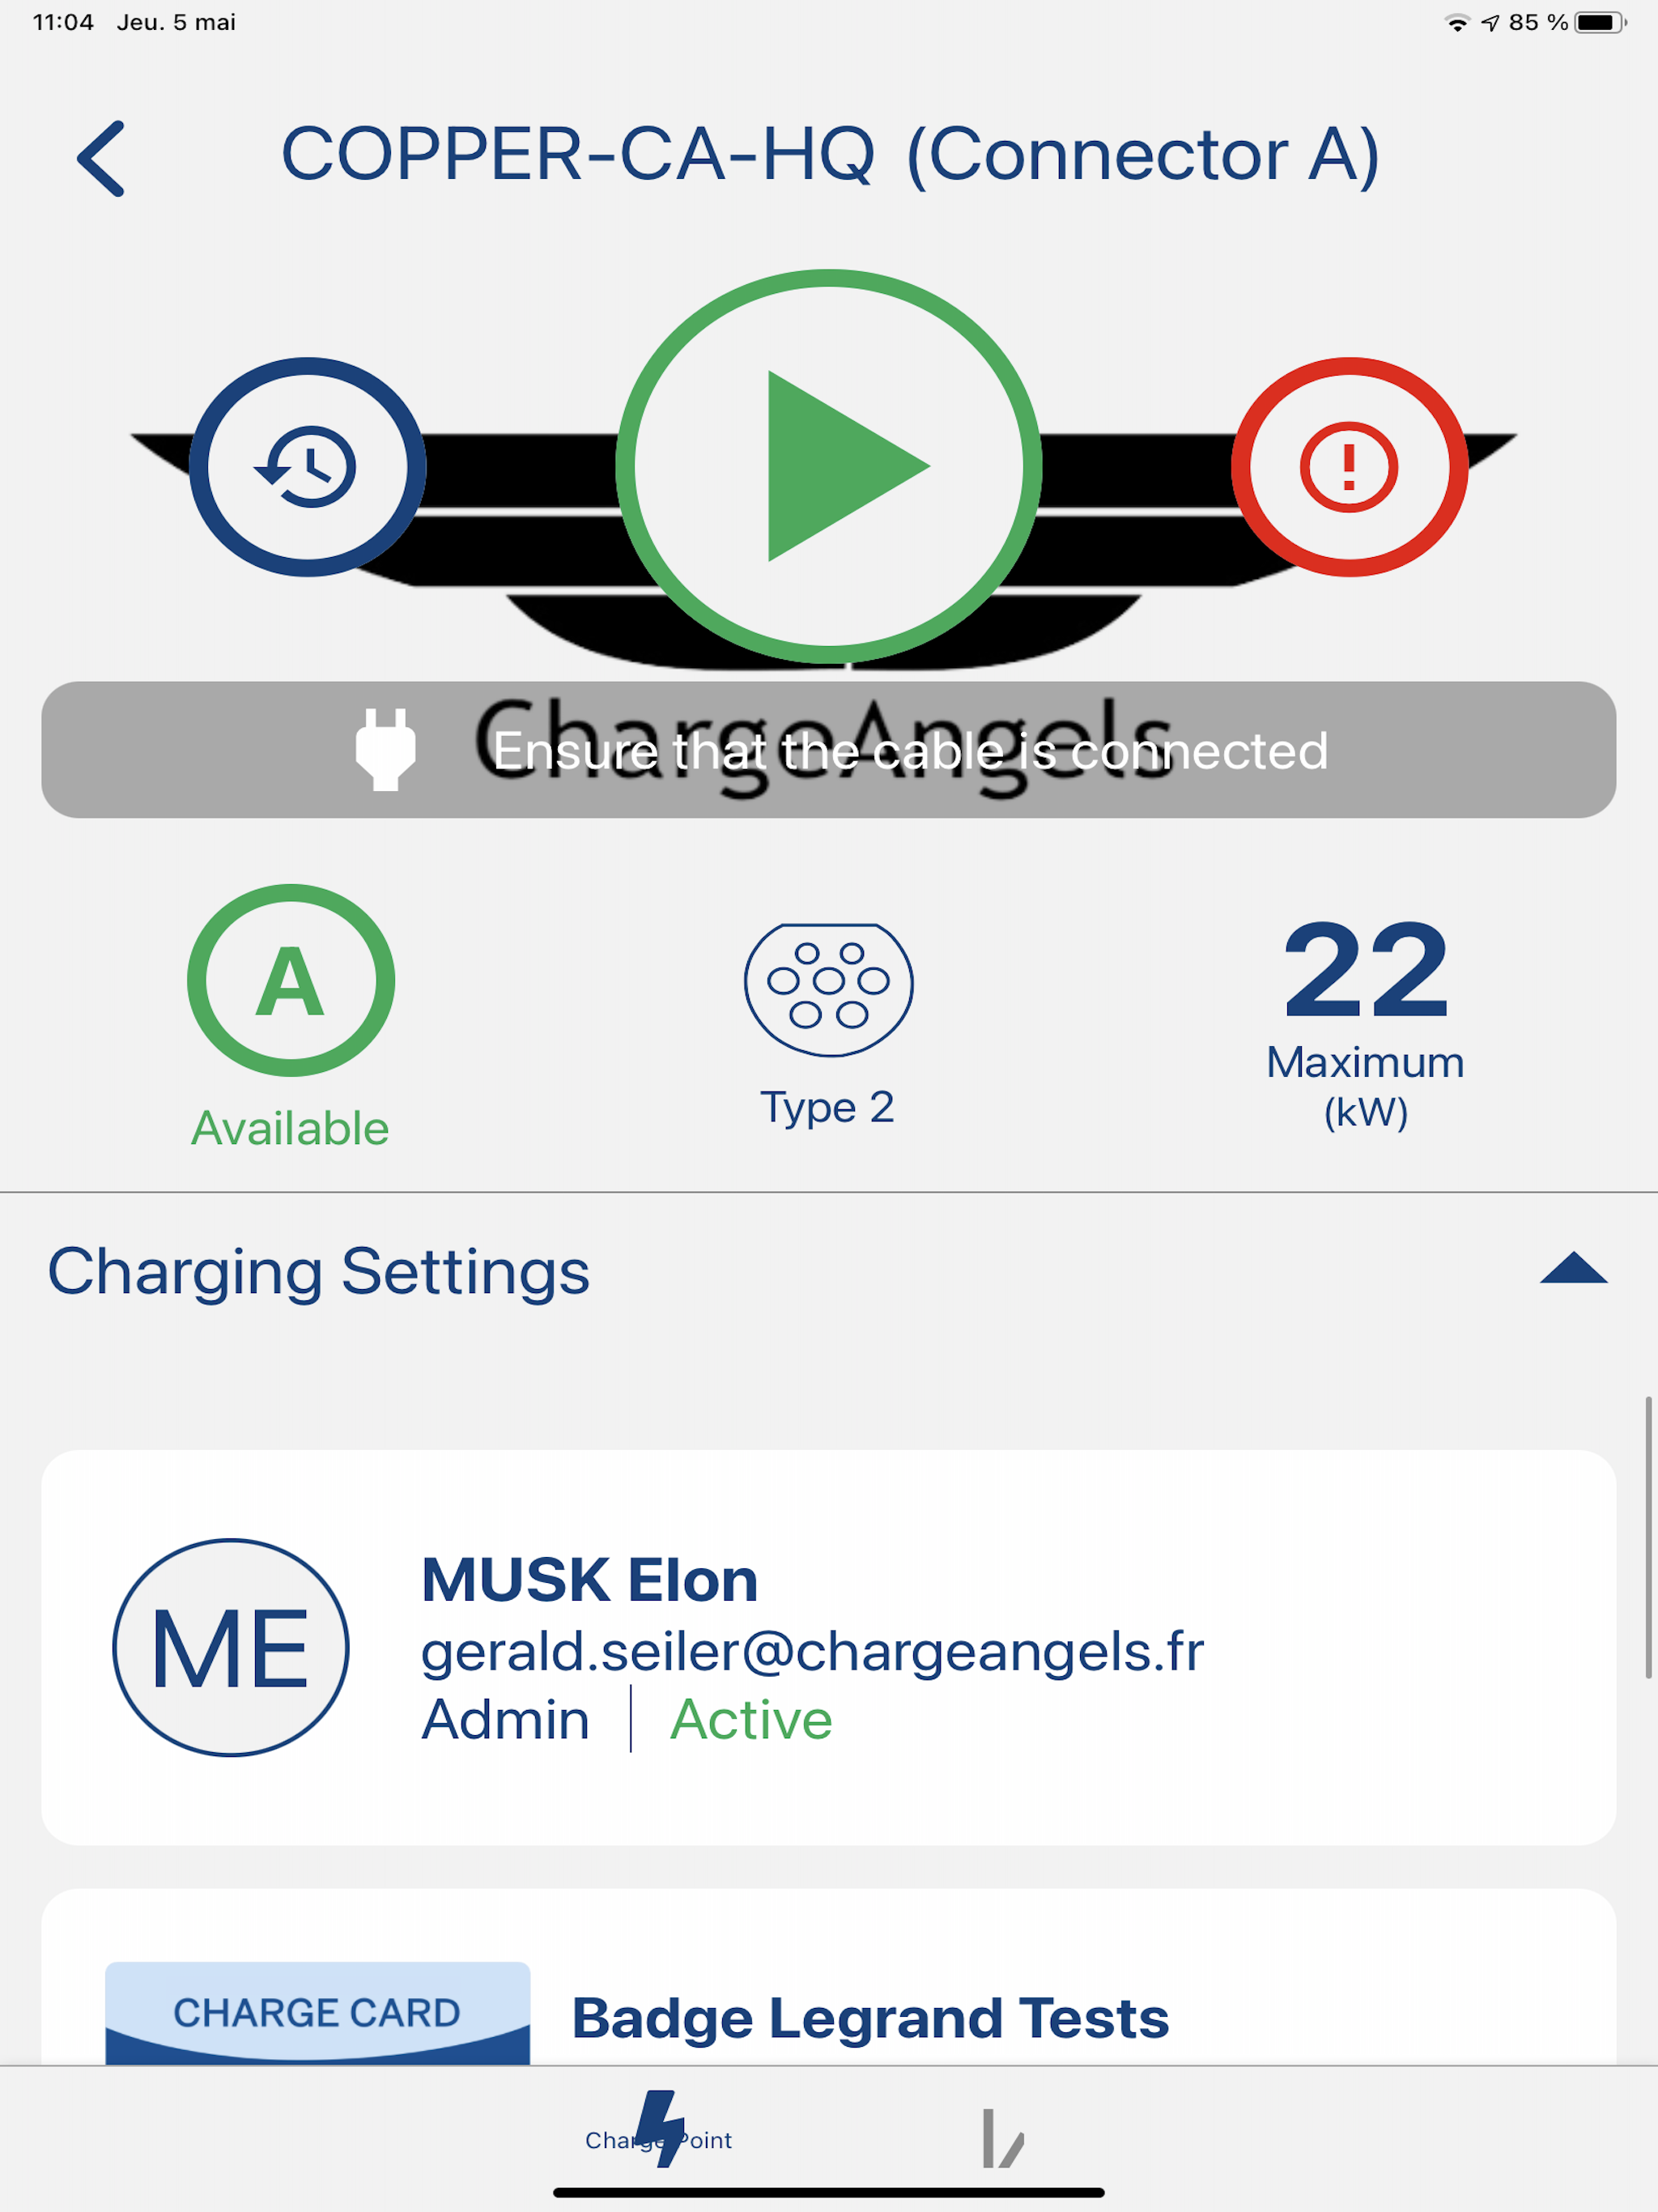 11:04 Jeu. 5 mai
85 %
COPPER-CA-HQ (Connector A)
ChargeAngels
Ensure that the cable is connected
A
22
Available
Type 2
Maximum
(kW)
Charging Settings
ME
MUSK Elon
gerald.seiler@chargeangels.fr
Admin
Active
CHARGE CARD
Badge Legrand Tests
Charge Point